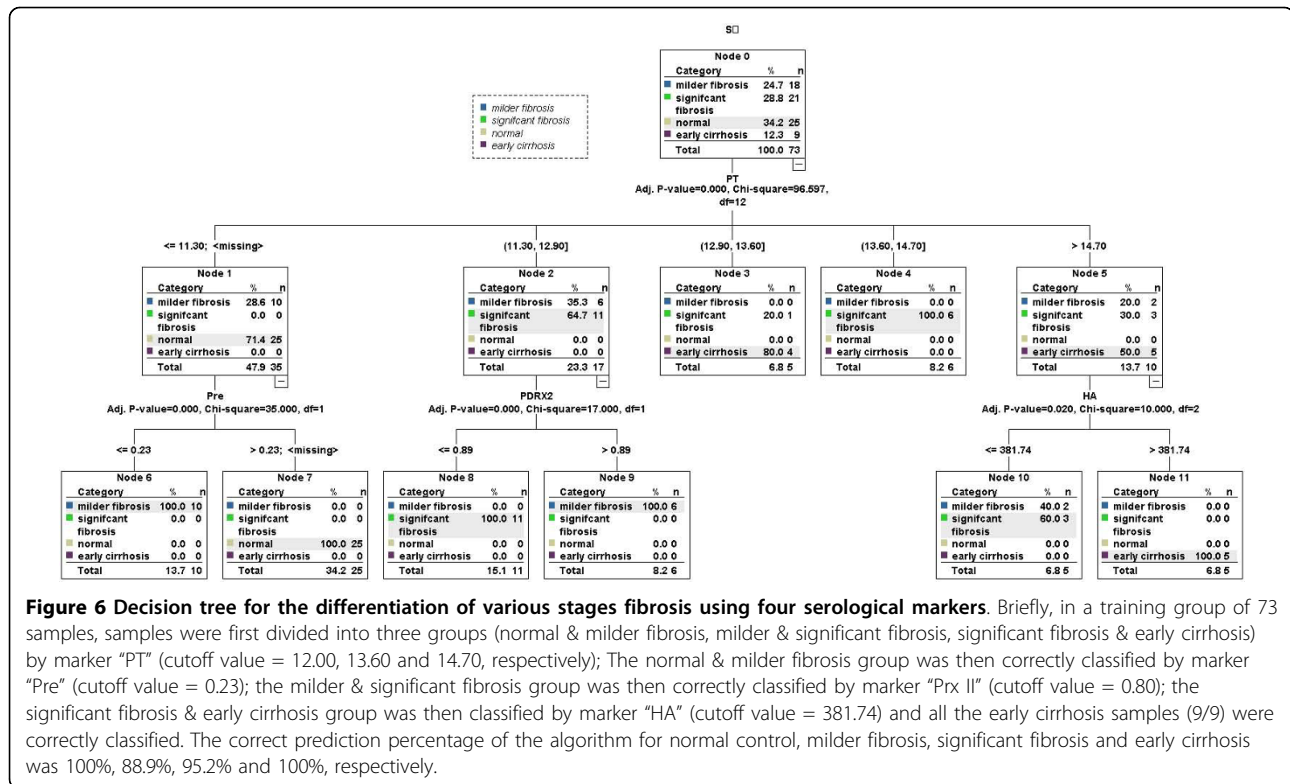 S□
Node 0
Category % n
milder fibrosis 24.7 18
signifcant 28.8 21
fibrosis
normal 34.2 25
early cirrhosis 12.3 9
Total 100.0 73
milder fibrosis
signifcant fibrosis
normal
early cirrhosis
PT
Adj. P-value=0.000, Chi-square=96.597,
df=12
<= 11.30; <missing>
(11.30, 12.90]
(12.90, 13.60]
(13.60, 14.70]
> 14.70
Node 1
Category % n
milder fibrosis 28.6 10
signifcant 0.0 0
fibrosis
normal 71.4 25
early cirrhosis 0.0 0
Total 47.9 35
Node 2
Category % n
milder fibrosis 35.3 6
signifcant 64.7 11
fibrosis
normal 0.0 0
early cirrhosis 0.0 0
Total 23.3 17
Node 3
Category % n
milder fibrosis 0.0 0
signifcant 20.0 1
fibrosis
normal 0.0 0
early cirrhosis 80.0 4
Total 6.8 5
Node 4
Category % n
milder fibrosis 0.0 0
signifcant 100.0 6
fibrosis
normal 0.0 0
early cirrhosis 0.0 0
Total 8.2 6
Node 5
Category % n
milder fibrosis 20.0 2
signifcant 30.0 3
fibrosis
normal 0.0 0
early cirrhosis 50.0 5
Total 13.7 10
Pre
Adj. P-value=0.000, Chi-square=35.000, df=1
PDRX2
Adj. P-value=0.000, Chi-square=17.000, df=1
HA
Adj. P-value=0.020, Chi-square=10.000, df=2
<= 0.23
> 0.23; <missing>
<= 0.89
> 0.89
<= 381.74
> 381.74
Node 6
Category % n
milder fibrosis 100.0 10
signifcant 0.0 0
fibrosis
normal 0.0 0
early cirrhosis 0.0 0
Total 13.7 10
Node 7
Category % n
milder fibrosis 0.0 0
signifcant 0.0 0
fibrosis
normal 100.0 25
early cirrhosis 0.0 0
Total 34.2 25
Node 8
Category % n
milder fibrosis 0.0 0
signifcant 100.0 11
fibrosis
normal 0.0 0
early cirrhosis 0.0 0
Total 15.1 11
Node 9
Category % n
milder fibrosis 100.0 6
signifcant 0.0 0
fibrosis
normal 0.0 0
early cirrhosis 0.0 0
Total 8.2 6
Node 10
Category % n
milder fibrosis 40.0 2
signifcant 60.0 3
fibrosis
normal 0.0 0
early cirrhosis 0.0 0
Total 6.8 5
Node 11
Category % n
milder fibrosis 0.0 0
signifcant 0.0 0
fibrosis
normal 0.0 0
early cirrhosis 100.0 5
Total 6.8 5
Figure 6 Decision tree for the differentiation of various stages fibrosis using four serological markers. Briefly, in a training group of 73
samples, samples were first divided into three groups (normal & milder fibrosis, milder & significant fibrosis, significant fibrosis & early cirrhosis)
by marker “PT” (cutoff value = 12.00, 13.60 and 14.70, respectively); The normal & milder fibrosis group was then correctly classified by marker
“Pre” (cutoff value = 0.23); the milder & significant fibrosis group was then correctly classified by marker “Prx II” (cutoff value = 0.80); the
significant fibrosis & early cirrhosis group was then classified by marker “HA” (cutoff value = 381.74) and all the early cirrhosis samples (9/9) were
correctly classified. The correct prediction percentage of the algorithm for normal control, milder fibrosis, significant fibrosis and early cirrhosis
was 100%, 88.9%, 95.2% and 100%, respectively.